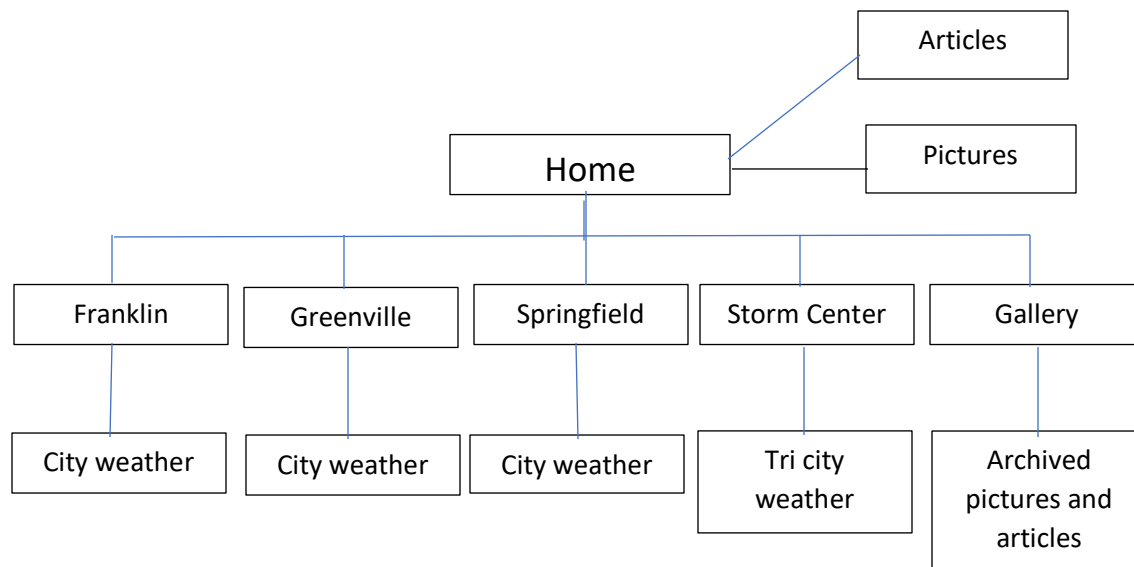 Articles
Pictures
Home
Franklin
Greenville
Springfield
Storm Center
Gallery
City weather
City weather
City weather
Tri city
weather
Archived
pictures and
articles